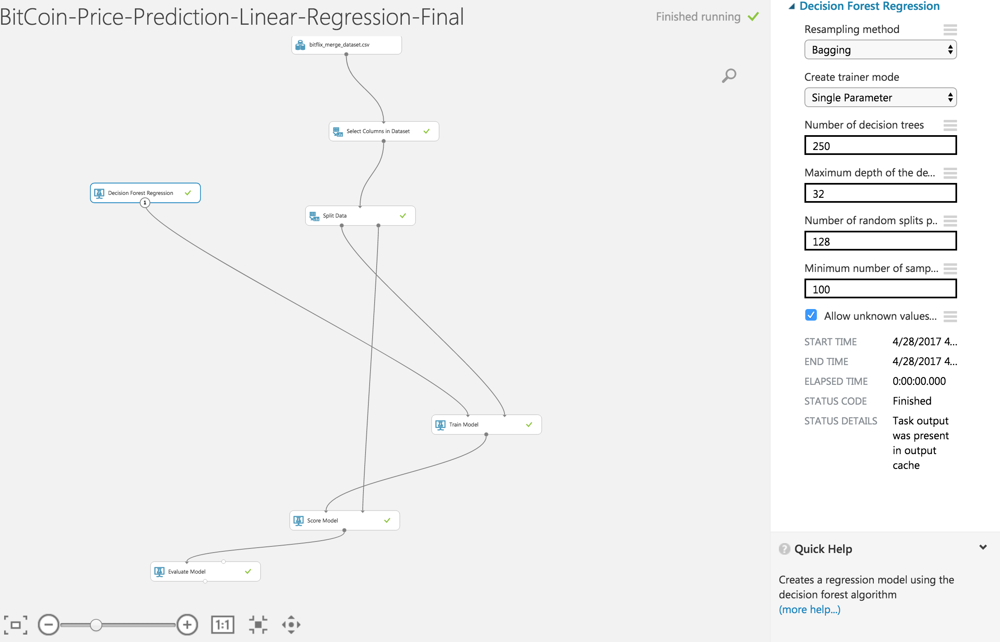 BitCoin-Price-Prediction-Linear-Regression-Final
Finished running
bitflix_merge_dataset.csv
Select Columns in Dataset
Decision Forest Regression
1
Split Data
Train Model
Score Model
Evaluate Model
1:1
Decision Forest Regression
Resampling method
Bagging
Create trainer mode
Single Parameter
Number of decision trees
250
Maximum depth of the de...
32
Number of random splits p..
128
Minimum number of samp...
100
Allow unknown values...
START TIME 4/28/2017 4...
END TIME 4/28/2017 4...
ELAPSED TIME 0:00:00.000
STATUS CODE Finished
STATUS DETAILS Task output
was present
in output
cache
? Quick Help
Creates a regression model using the
decision forest algorithm
(more help...)